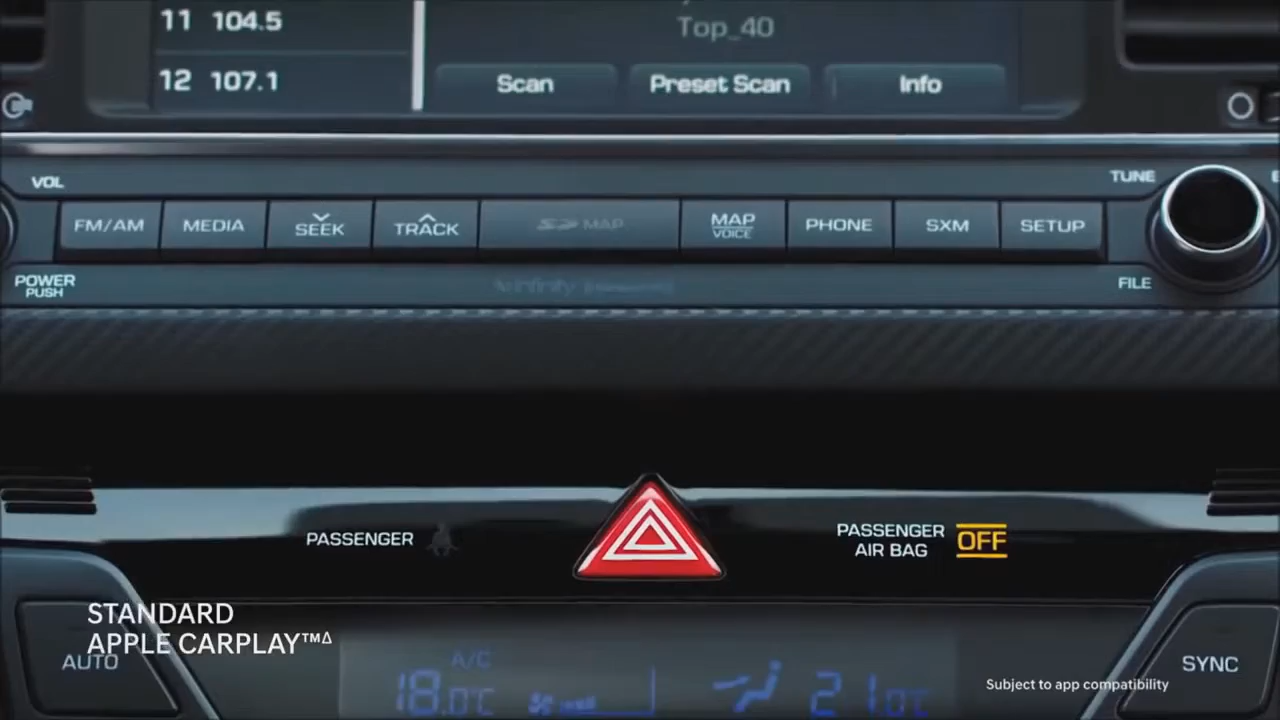 11 104.5
Top_40
12 107.1
Scan
Preset Scan
Info
VOL
TUNE
FM/AM
MEDIA
SEEK
TRACK
MAP
MAP
VOICE
PHONE
SXM
SETUP
POWER
PUSH
infinity
FILE
PASSENGER
PASSENGER
AIR BAG
OFF
STANDARD
APPLE CARPLAY™Δ
AUTO
A/C
18.0°C
21.0°C
SYNC
Subject to app compatibility